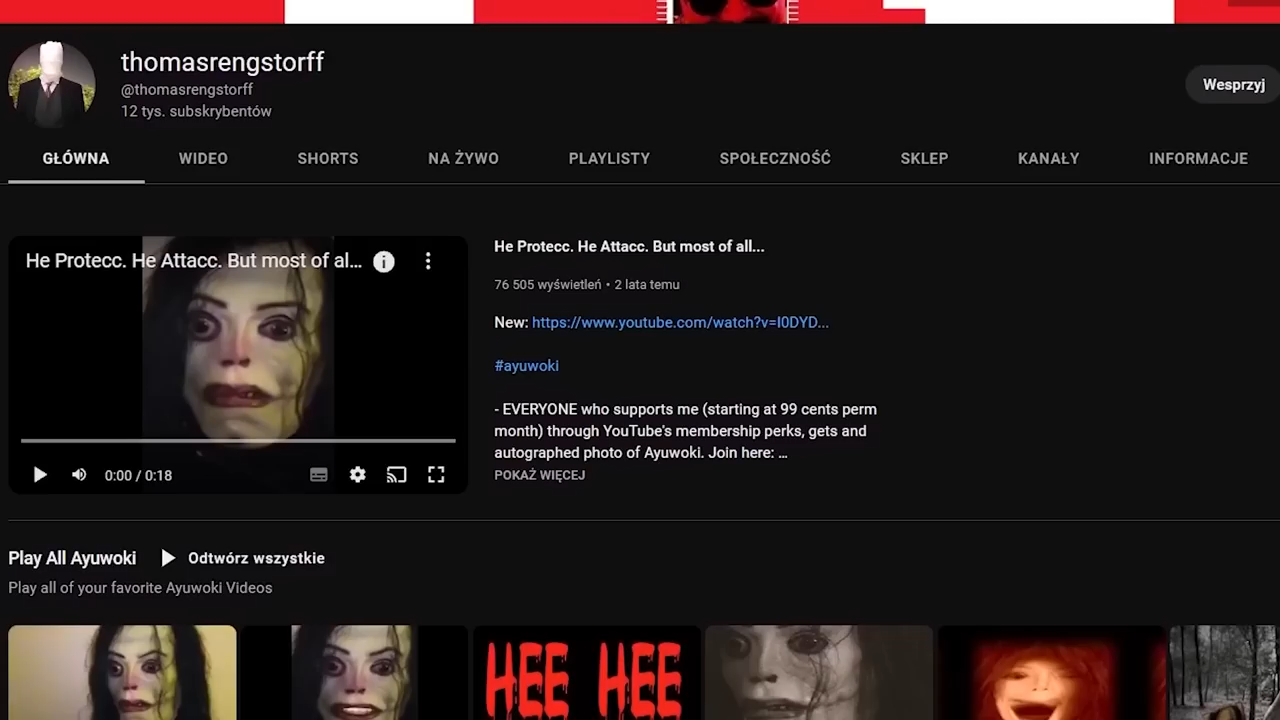 thomasrengstorff
@thomasrengstorff
12 tys. subskrybentów
Wesprzyj
GŁÓWNA WIDEO SHORTS NA ŻYWO PLAYLISTY SPOŁECZNOŚĆ SKLEP KANAŁY INFORMACJE
He Protecc. He Attacc. But most of al...
0:00 / 0:18
He Protecc. He Attacc. But most of all...
76 505 wyświetleń • 2 lata temu
New: https://www.youtube.com/watch?v=I0DYD...
#ayuwoki
- EVERYONE who supports me (starting at 99 cents perm
month) through YouTube's membership perks, gets and
autographed photo of Ayuwoki. Join here: ...
POKAŻ WIĘCEJ
Play All Ayuwoki Odtwórz wszystkie
Play all of your favorite Ayuwoki Videos
HEE HEE